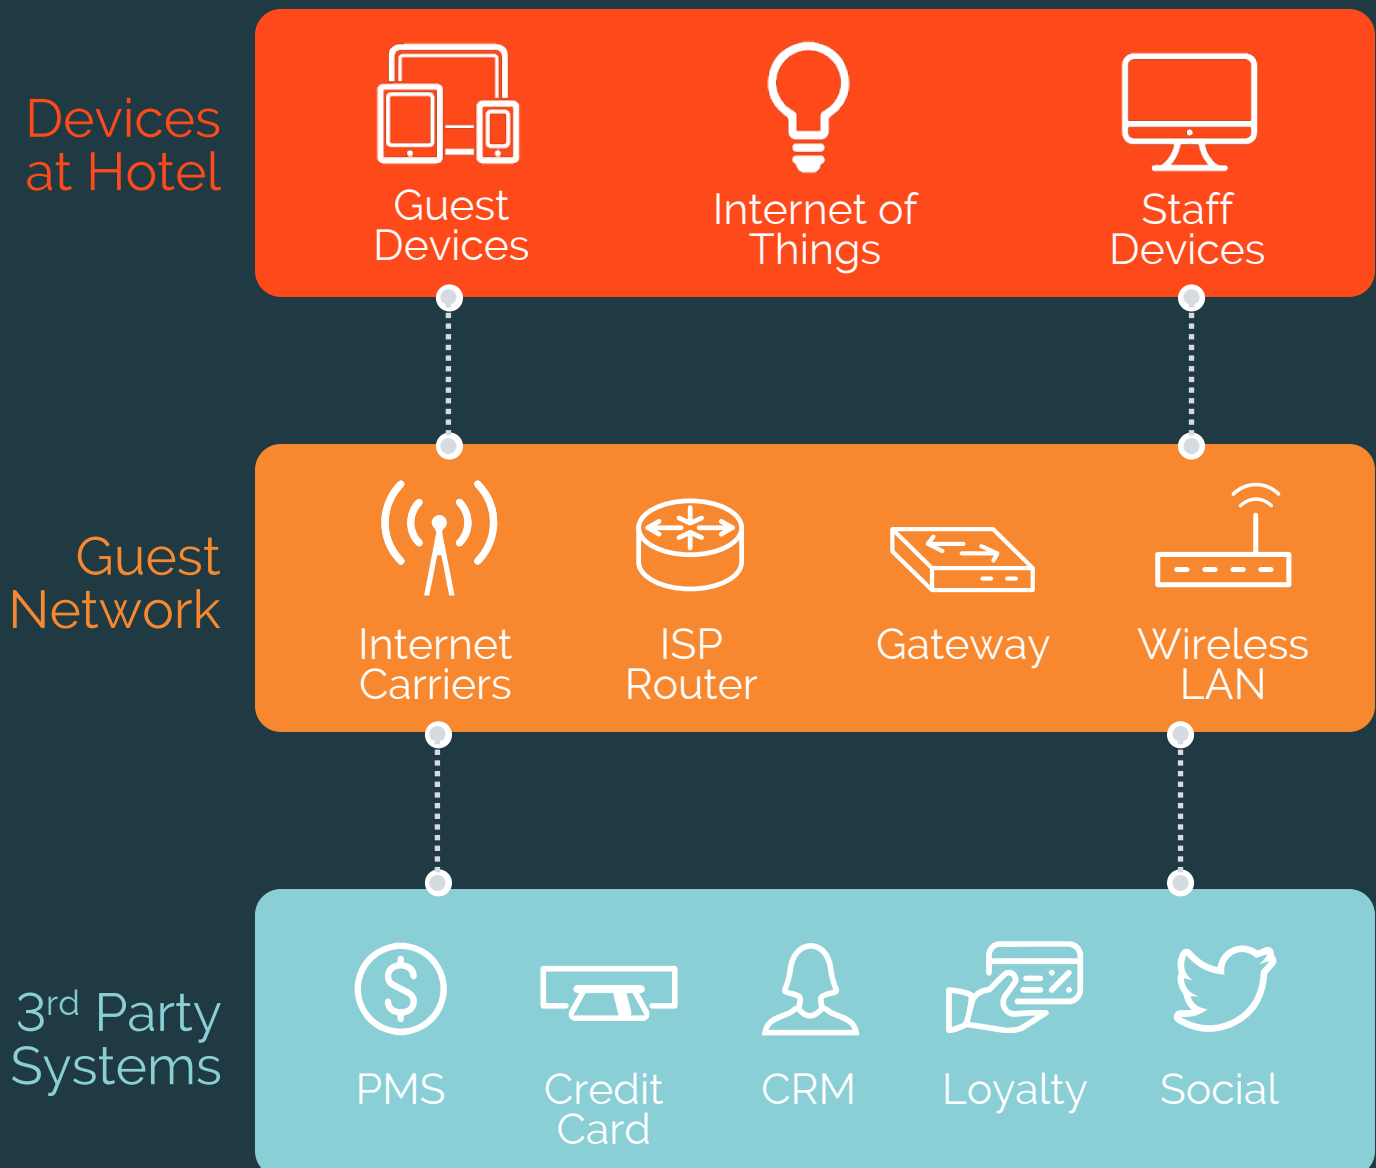 Devices
at Hotel
Guest
Devices
Internet of
Things
Staff
Devices
Guest
Network
Internet
Carriers
ISP
Router
Gateway
Wireless
LAN
3rd Party
Systems
PMS
Credit
Card
CRM
Loyalty
Social